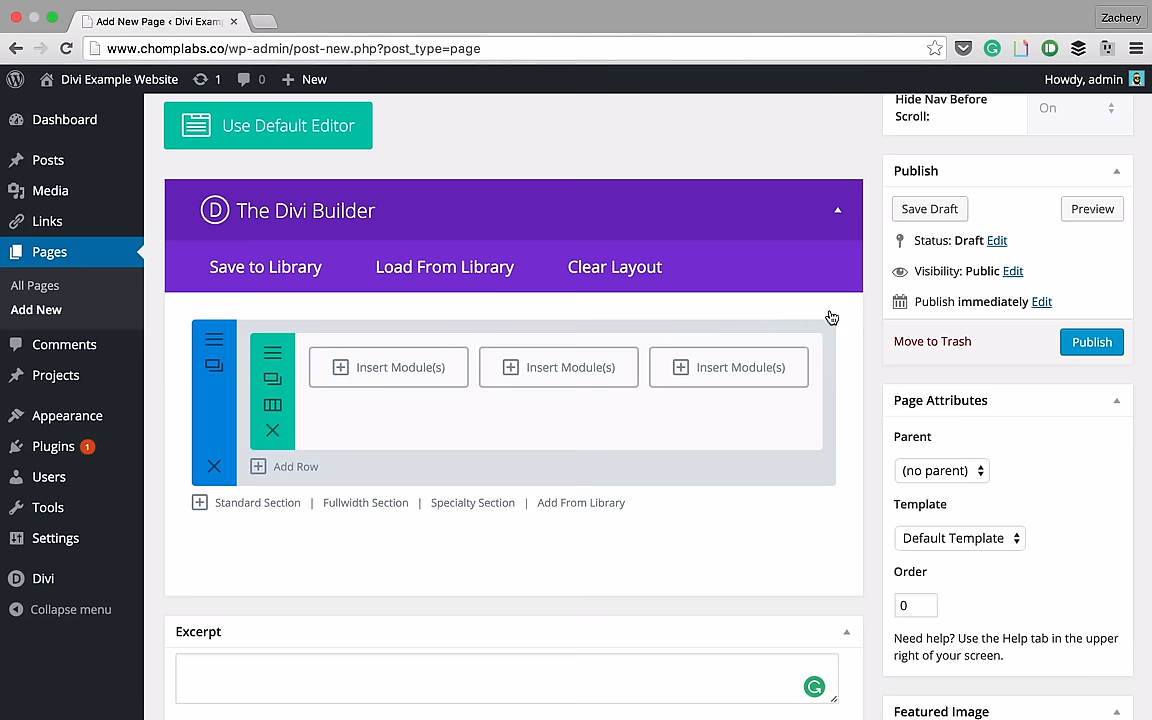 Add New Page ‹ Divi Exam
Zachery
www.chomplabs.co/wp-admin/post-new.php?post_type=page
Divi Example Website 1 0 New
Howdy, admin
Dashboard
Posts
Media
Links
Pages
All Pages
Add New
Comments
Projects
Appearance
Plugins 1
Users
Tools
Settings
Divi
Collapse menu
Use Default Editor
The Divi Builder
Save to Library Load From Library Clear Layout
Insert Module(s) Insert Module(s) Insert Module(s)
Add Row
Standard Section | Fullwidth Section | Specialty Section | Add From Library
Excerpt
Hide Nav Before
Scroll:
On
Publish
Save Draft Preview
Status: Draft Edit
Visibility: Public Edit
Publish immediately Edit
Move to Trash Publish
Page Attributes
Parent
(no parent)
Template
Default Template
Order
0
Need help? Use the Help tab in the upper
right of your screen.
Featured Image